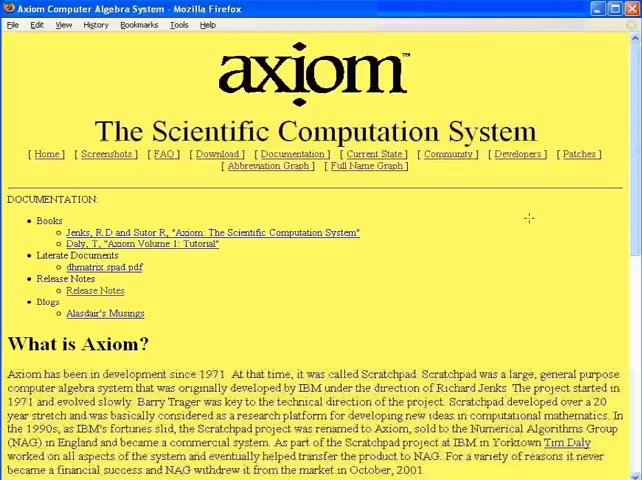 Axiom Computer Algebra System - Mozilla Firefox
File Edit View History Bookmarks Tools Help
axiom™
The Scientific Computation System
[ Home ] [ Screenshots ] [ FAQ ] [ Download ] [ Documentation ] [ Current State ] [ Community ] [ Developers ] [ Patches ]
[ Abbreviation Graph ] [ Full Name Graph ]
DOCUMENTATION:
• Books
Jenks, R.D and Sutor R, "Axiom: The Scientific Computation System"
Daly, T, "Axiom Volume 1: Tutorial"
• Literate Documents
dhmatrix.spad.pdf
• Release Notes
Release Notes
• Blogs
Alasdair's Musings
What is Axiom?
Axiom has been in development since 1971. At that time, it was called Scratchpad. Scratchpad was a large, general purpose
computer algebra system that was originally developed by IBM under the direction of Richard Jenks. The project started in
1971 and evolved slowly. Barry Trager was key to the technical direction of the project. Scratchpad developed over a 20
year stretch and was basically considered as a research platform for developing new ideas in computational mathematics. In
the 1990s, as IBM's fortunes slid, the Scratchpad project was renamed to Axiom, sold to the Numerical Algorithms Group
(NAG) in England and became a commercial system. As part of the Scratchpad project at IBM in Yorktown Tim Daly
worked on all aspects of the system and eventually helped transfer the product to NAG. For a variety of reasons it never
became a financial success and NAG withdrew it from the market in October, 2001.